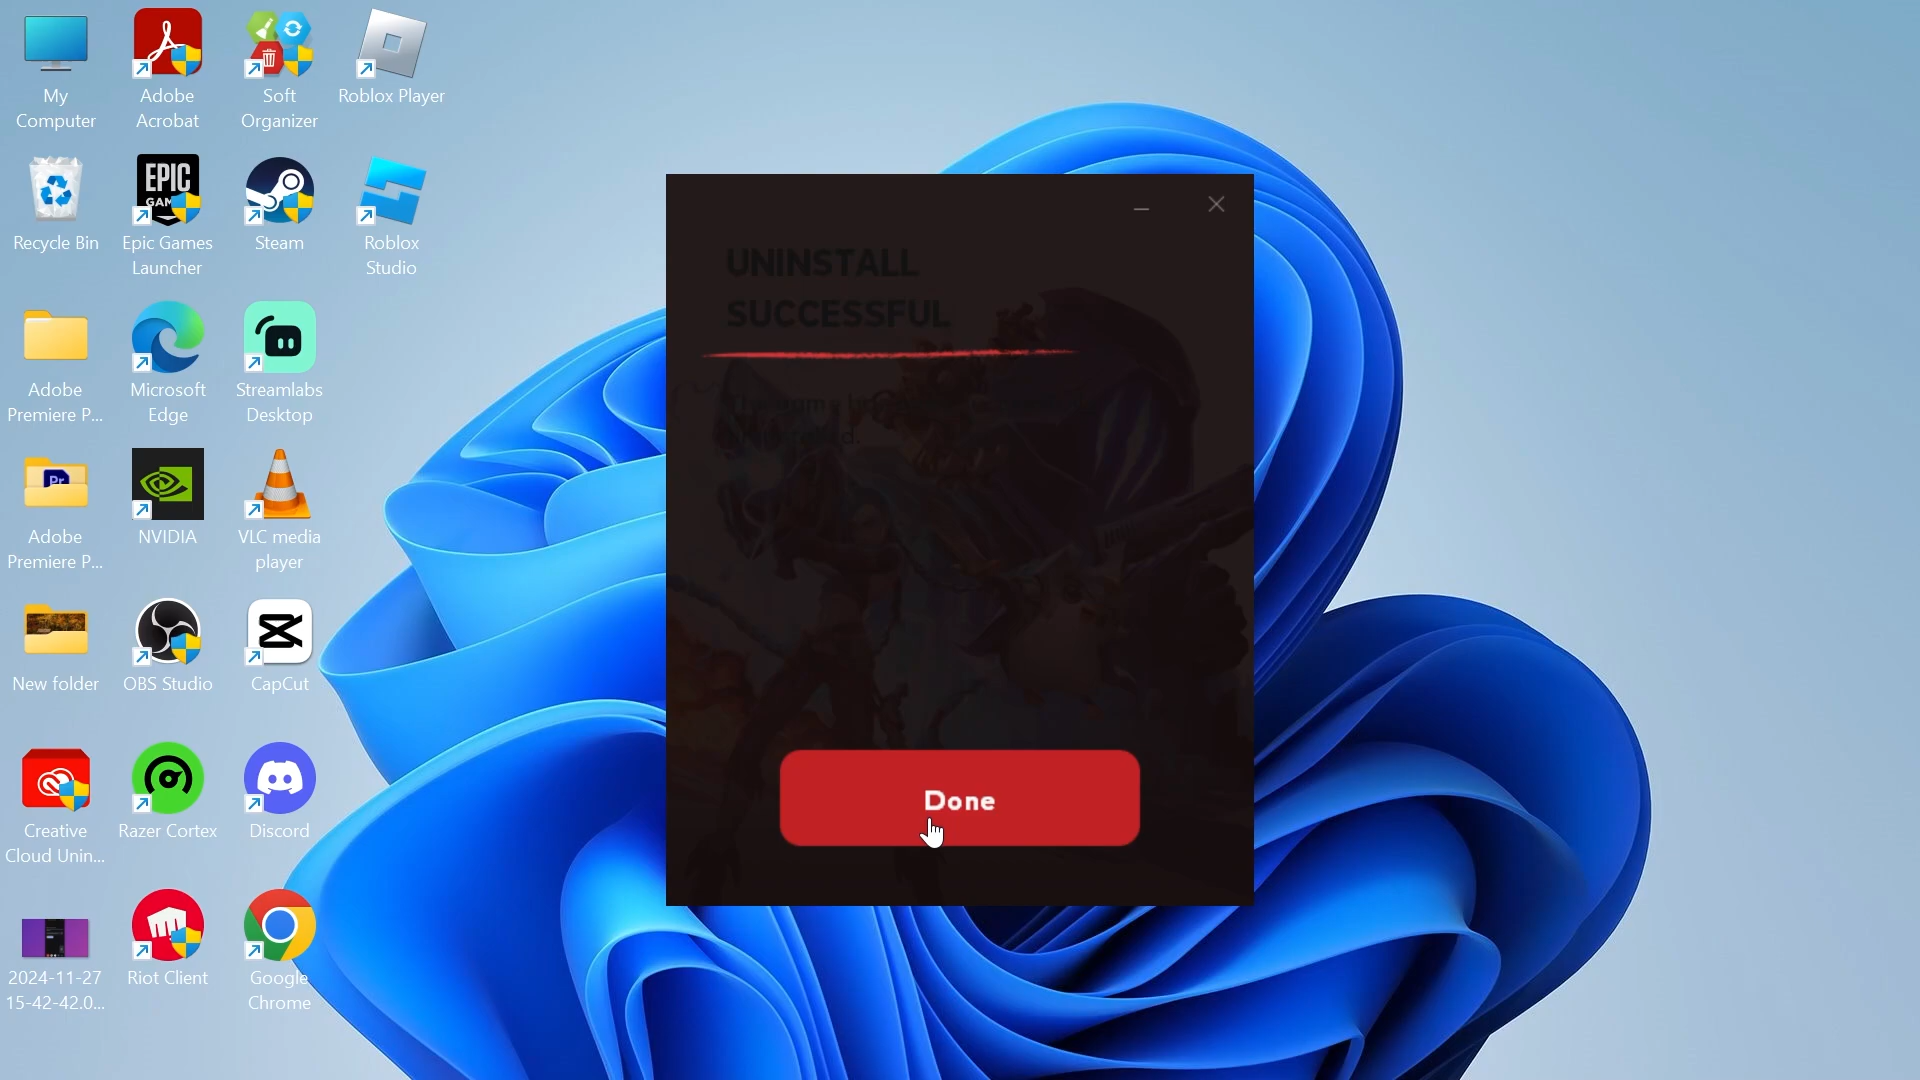 My
Computer
Adobe
Acrobat
Soft
Organizer
Roblox Player
EPIC
GAM
Recycle Bin
Epic Games
Launcher
Steam
Roblox
Studio
Adobe
Premiere P...
Microsoft
Edge
Streamlabs
Desktop
Pr
Adobe
Premiere P...
NVIDIA
VLC media
player
New folder
OBS Studio
CapCut
Creative
Cloud Unin...
Razer Cortex
Discord
2024-11-27
15-42-42.0...
Riot Client
Google
Chrome
UNINSTALL
SUCCESSFUL
Done